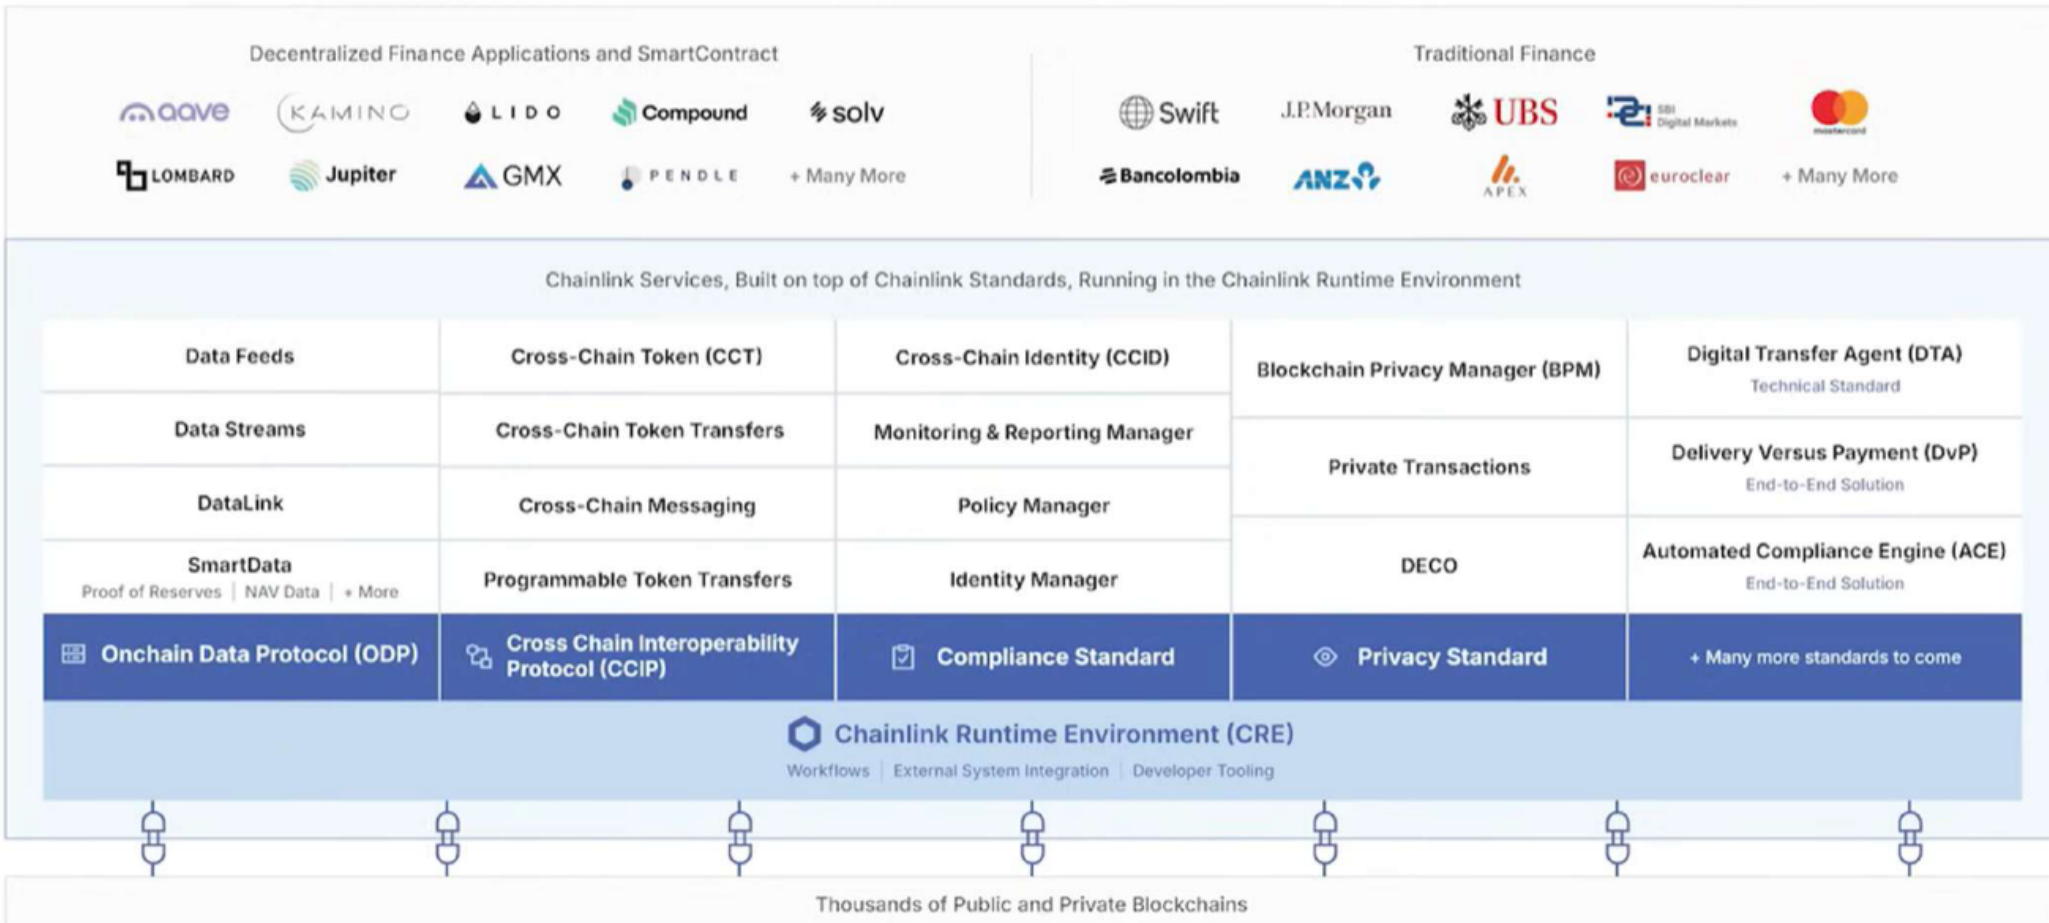 Decentralized Finance Applications and SmartContract
aave
KAMINO
LIDO
Compound
solv
LOMBARD
Jupiter
GMX
PENDLE
+ Many More
Traditional Finance
Swift
J.P.Morgan
UBS
SBI
Digital Markets
mastercard
Bancolombia
ANZ
APEX
euroclear
+ Many More
Chainlink Services, Built on top of Chainlink Standards, Running in the Chainlink Runtime Environment
Data Feeds
Data Streams
DataLink
SmartData
Proof of Reserves | NAV Data | + More
Onchain Data Protocol (ODP)
Cross-Chain Token (CCT)
Cross-Chain Token Transfers
Cross-Chain Messaging
Programmable Token Transfers
Cross Chain Interoperability
Protocol (CCIP)
Cross-Chain Identity (CCID)
Monitoring & Reporting Manager
Policy Manager
Identity Manager
Compliance Standard
Blockchain Privacy Manager (BPM)
Private Transactions
DECO
Privacy Standard
Digital Transfer Agent (DTA)
Technical Standard
Delivery Versus Payment (DvP)
End-to-End Solution
Automated Compliance Engine (ACE)
End-to-End Solution
+ Many more standards to come
Chainlink Runtime Environment (CRE)
Workflows | External System Integration | Developer Tooling
Thousands of Public and Private Blockchains